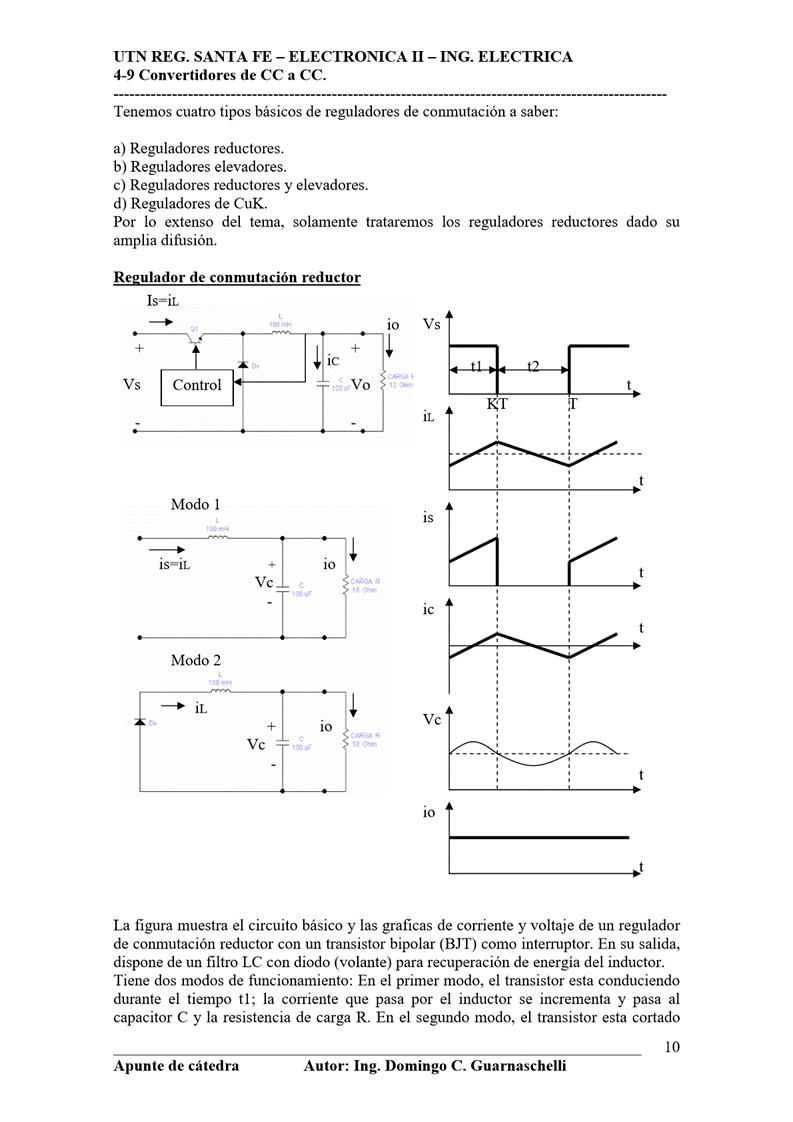 UTN REG. SANTA FE – ELECTRONICA II – ING. ELECTRICA
4-9 Convertidores de CC a CC.
Tenemos cuatro tipos básicos de reguladores de conmutación a saber:
a) Reguladores reductores.
b) Reguladores elevadores.
c) Reguladores reductores y elevadores.
d) Reguladores de CuK.
Por lo extenso del tema, solamente trataremos los reguladores reductores dado su
amplia difusión.
Regulador de conmutación reductor
Is=iL
Q1
L
100 mH
io
+
+
iC
D=
Vs
Control
C
100 uF
Vo
CARGA R
10 Ohm
-
-
Vs
t1
t2
t
KT
T
iL
t
Modo 1
L
100 mH
is=iL
+
io
Vc
C
100 uF
CARGA. R
10 Ohm
-
is
t
ic
t
Modo 2
L
100 mH
iL
D=
+
io
Vc
C
100 uF
CARGA. R
10 Ohm
-
Vc
t
io
t
La figura muestra el circuito básico y las graficas de corriente y voltaje de un regulador
de conmutación reductor con un transistor bipolar (BJT) como interruptor. En su salida,
dispone de un filtro LC con diodo (volante) para recuperación de energía del inductor.
Tiene dos modos de funcionamiento: En el primer modo, el transistor esta conduciendo
durante el tiempo t1; la corriente que pasa por el inductor se incrementa y pasa al
capacitor C y la resistencia de carga R. En el segundo modo, el transistor esta cortado
10
Apunte de cátedra Autor: Ing. Domingo C. Guarnaschelli